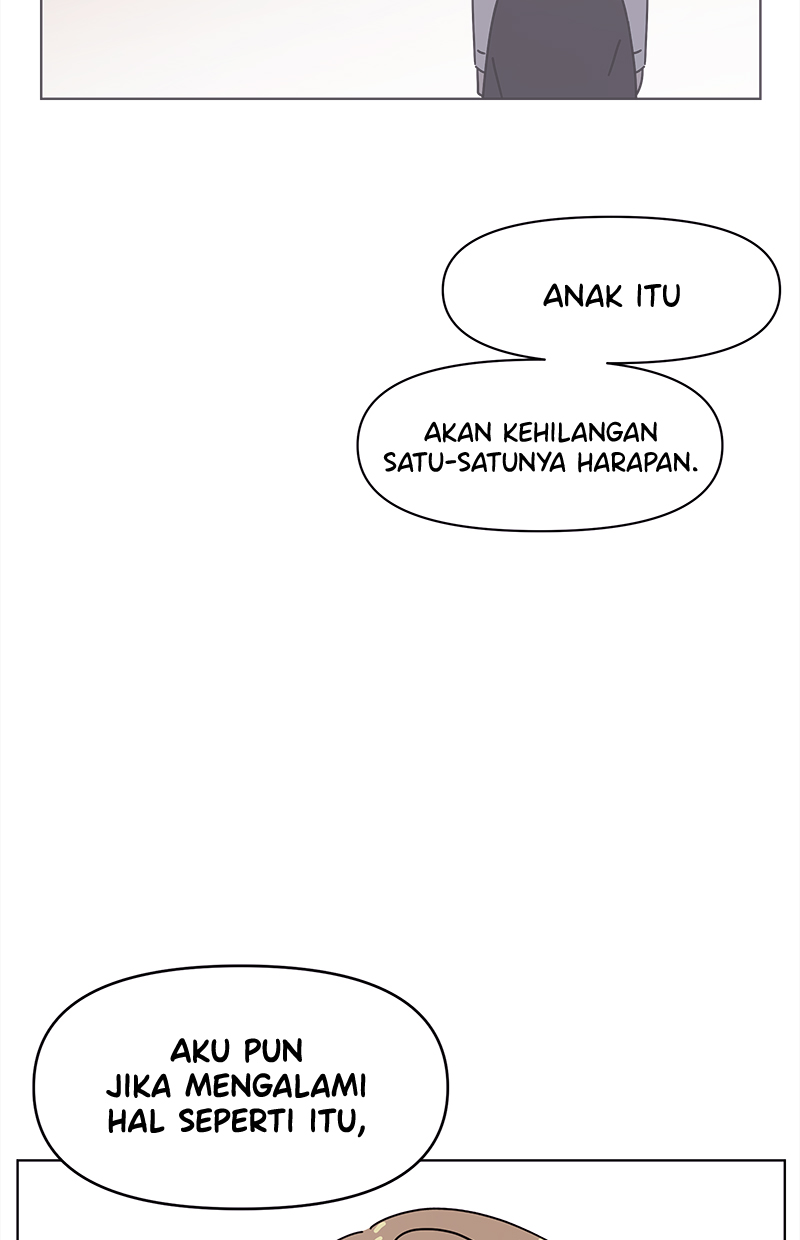 ANAK ITU
AKAN KEHILANGAN
SATU-SATUNYA HARAPAN.
AKU PUN
JIKA MENGALAMI
HAL SEPERTI ITU,